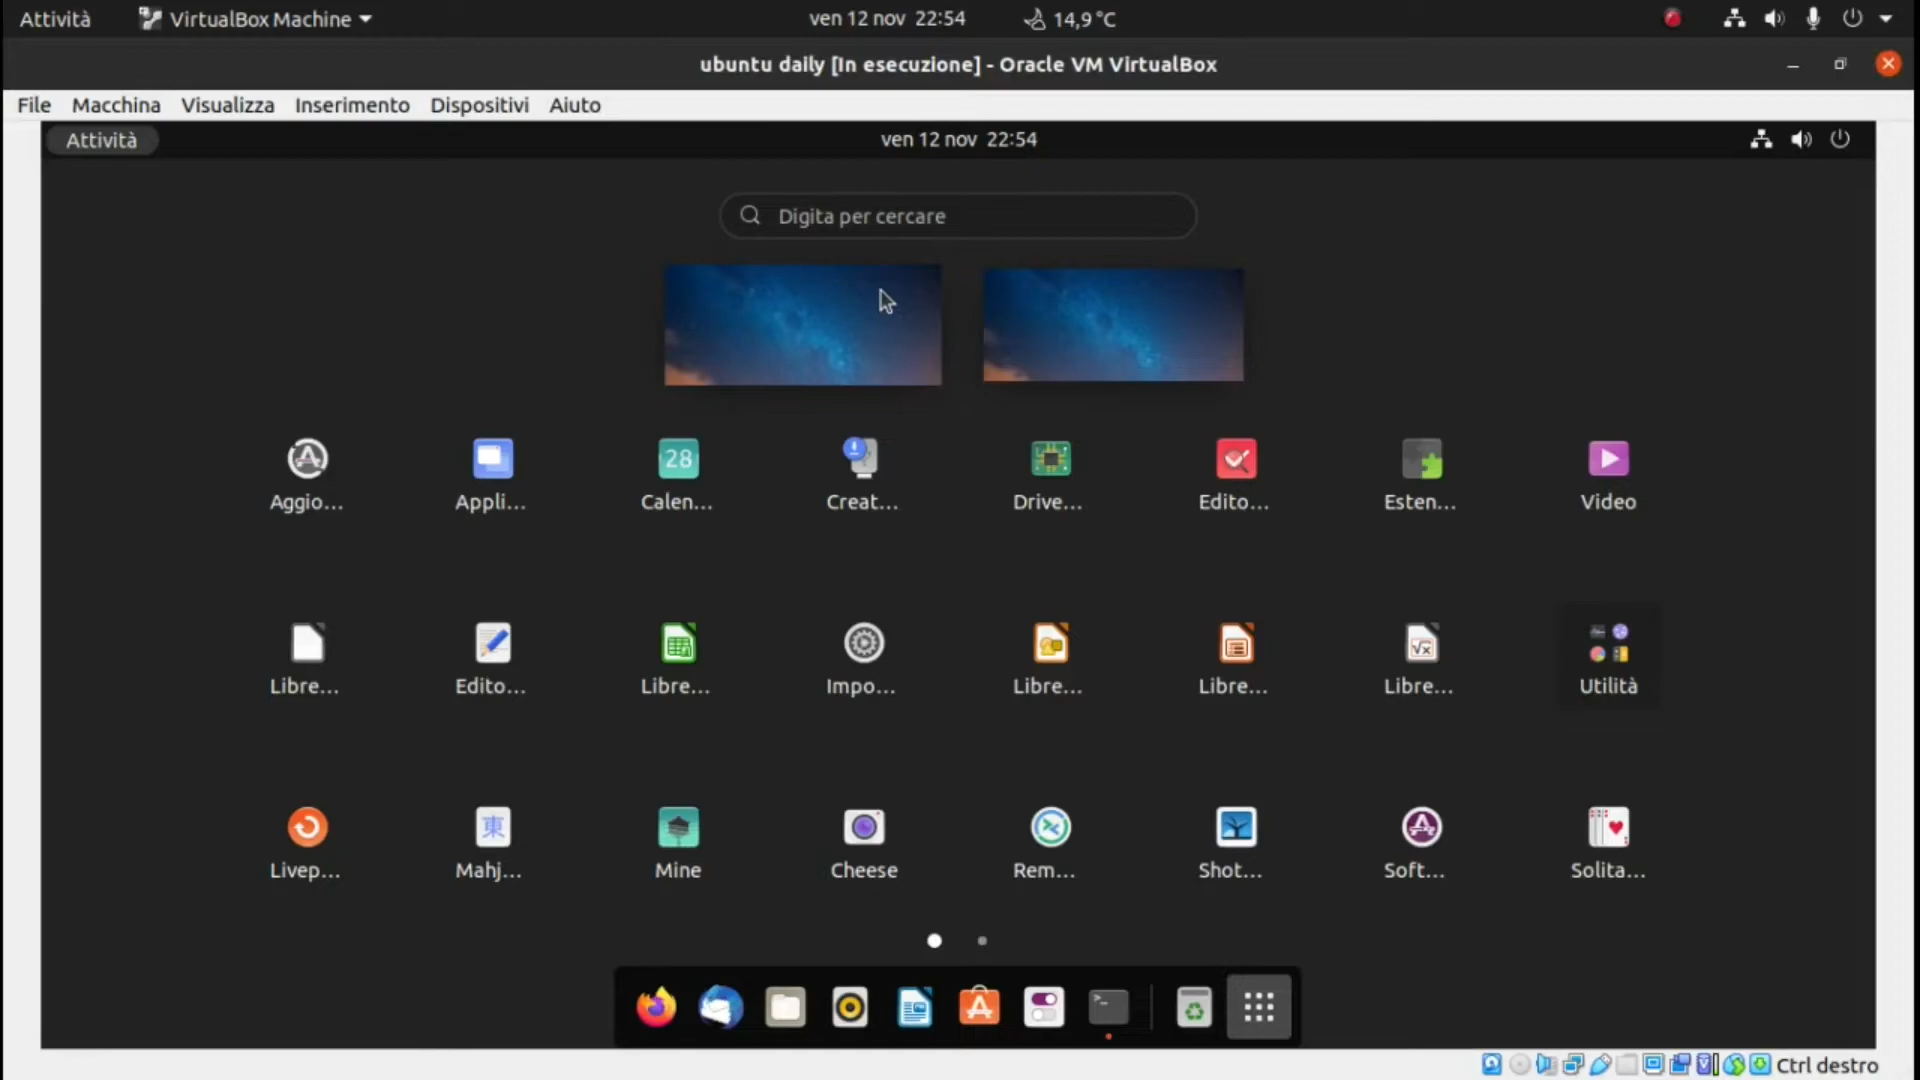 Attività VirtualBox Machine ven 12 nov 22:54 14,9 °C
ubuntu daily [In esecuzione] - Oracle VM VirtualBox
File Macchina Visualizza Inserimento Dispositivi Aiuto
Attività ven 12 nov 22:54
Digita per cercare
28
Aggio... Appli... Calen... Creat... Drive... Edito... Esten... Video
Libre... Edito... Libre... Impo... Libre... Libre... Libre... Utilità
東
Livep... Mahj... Mine Cheese Rem... Shot... Soft... Solita...
Ctrl destro